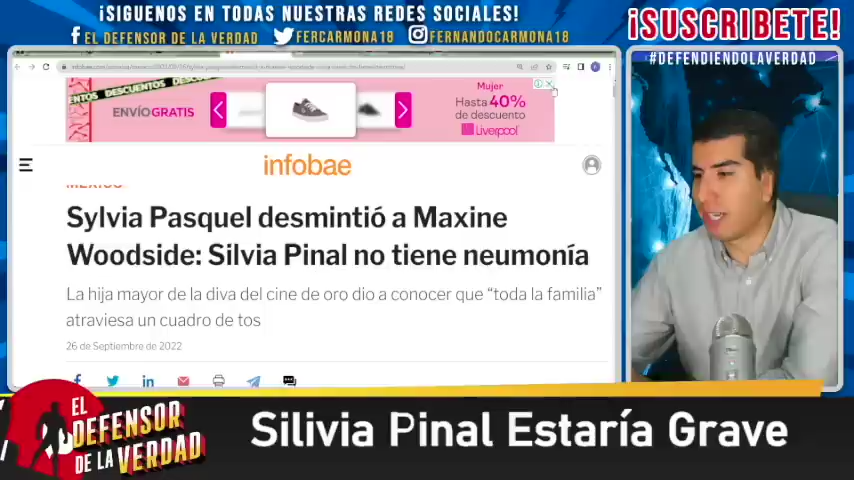 ¡SIGUENOS EN TODAS NUESTRAS REDES SOCIALES!
EL DEFENSOR DE LA VERDAD FERCARMONA18 FERNANDOCARMONA18
¡SUSCRIBETE!
#DEFENDIENDOLAVERDAD
DESCUENTOS
ENVÍO GRATIS
Mujer
Hasta 40%
de descuento
Liverpool
infobae
MÉXICO
Sylvia Pasquel desmintió a Maxine
Woodside: Silvia Pinal no tiene neumonía
La hija mayor de la diva del cine de oro dio a conocer que “toda la familia”
atraviesa un cuadro de tos
26 de Septiembre de 2022
EL
DEFENSOR
DE LA VERDAD
Silivia Pinal Estaría Grave